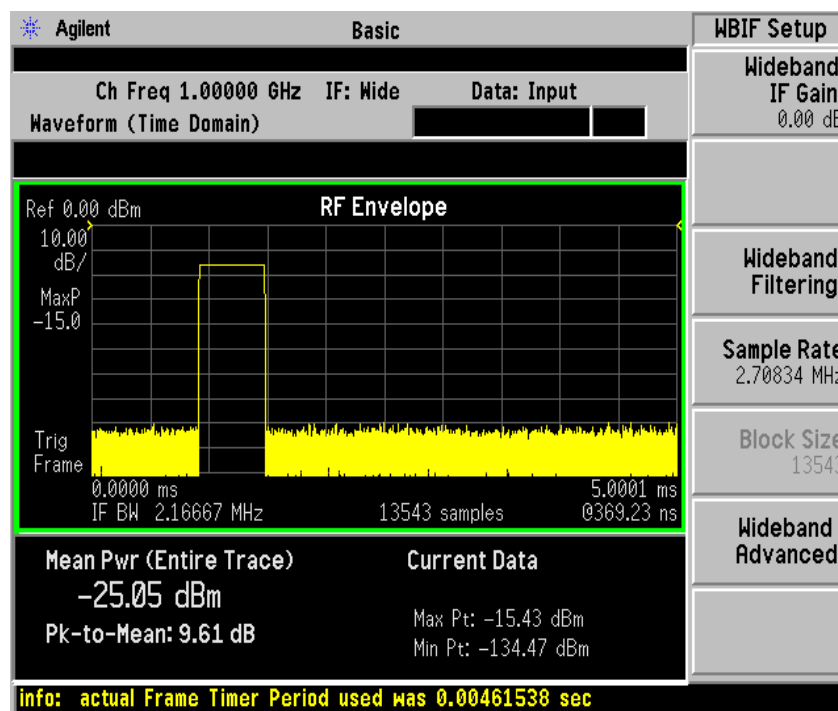 Agilent Basic WBIF Setup
Ch Freq 1.00000 GHz IF: Wide Data: Input
Waveform (Time Domain)
Ref 0.00 dBm RF Envelope
10.00
dB/
MaxP
-15.0
Trig
Frame
0.0000 ms 5.0001 ms
IF BW 2.16667 MHz 13543 samples @369.23 ns
Mean Pwr (Entire Trace)
-25.05 dBm
Pk-to-Mean: 9.61 dB
Current Data
Max Pt: -15.43 dBm
Min Pt: -134.47 dBm
info: actual Frame Timer Period used was 0.00461538 sec
Wideband
IF Gain
0.00 dB
Wideband
Filtering
Sample Rate
2.70834 MHz
Block Size
13543
Wideband
Advanced